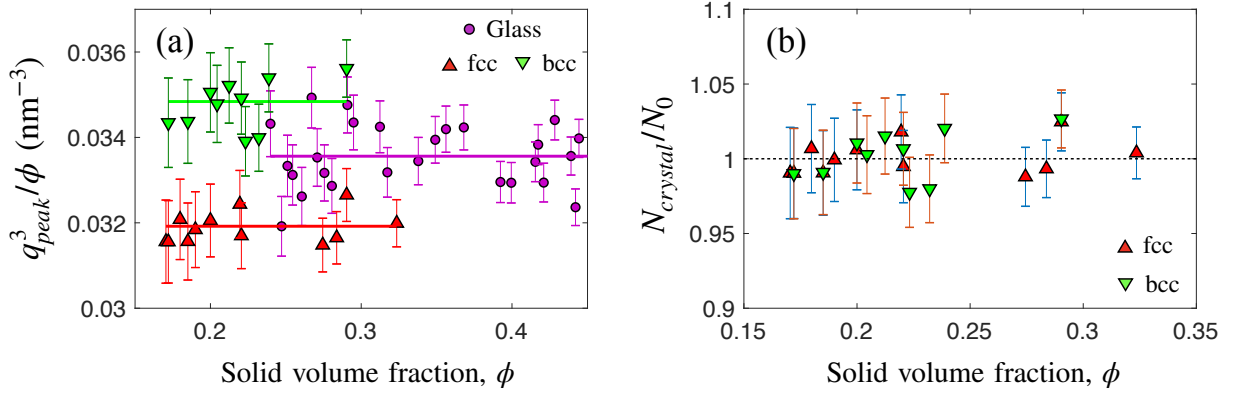 (a)
Glass
fcc
bcc
q³peak/ϕ (nm⁻³)
0.036
0.034
0.032
0.03
0.2
0.3
0.4
Solid volume fraction, ϕ
(b)
fcc
bcc
Ncrystal/N0
1.1
1.05
1
0.95
0.9
0.15
0.2
0.25
0.3
0.35
Solid volume fraction, ϕ